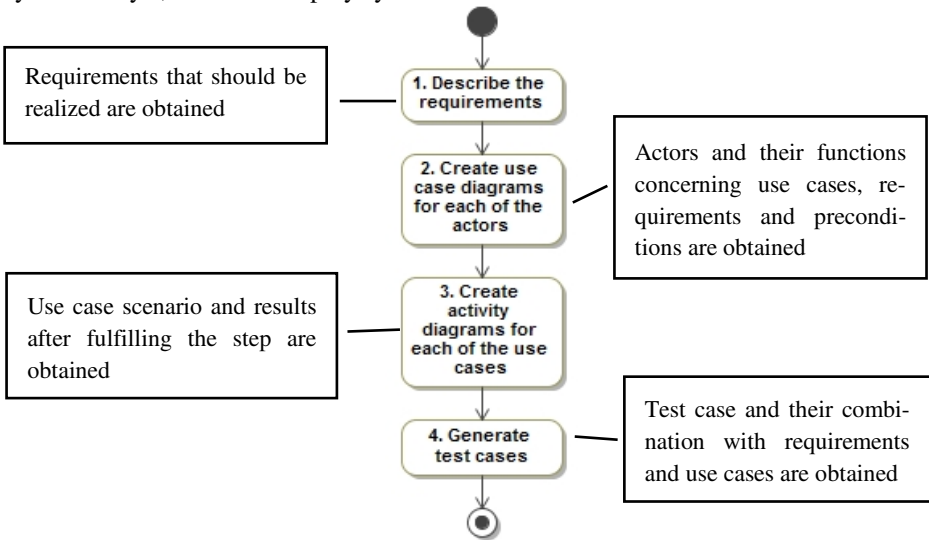 1. Describe the
requirements
Requirements that should be
realized are obtained
2. Create use
case diagrams
for each of the
actors
Actors and their functions
concerning use cases, re-
quirements and precondi-
tions are obtained
3. Create
activity
diagrams for
each of the use
cases
Use case scenario and results
after fulfilling the step are
obtained
4. Generate
test cases
Test case and their combi-
nation with requirements
and use cases are obtained